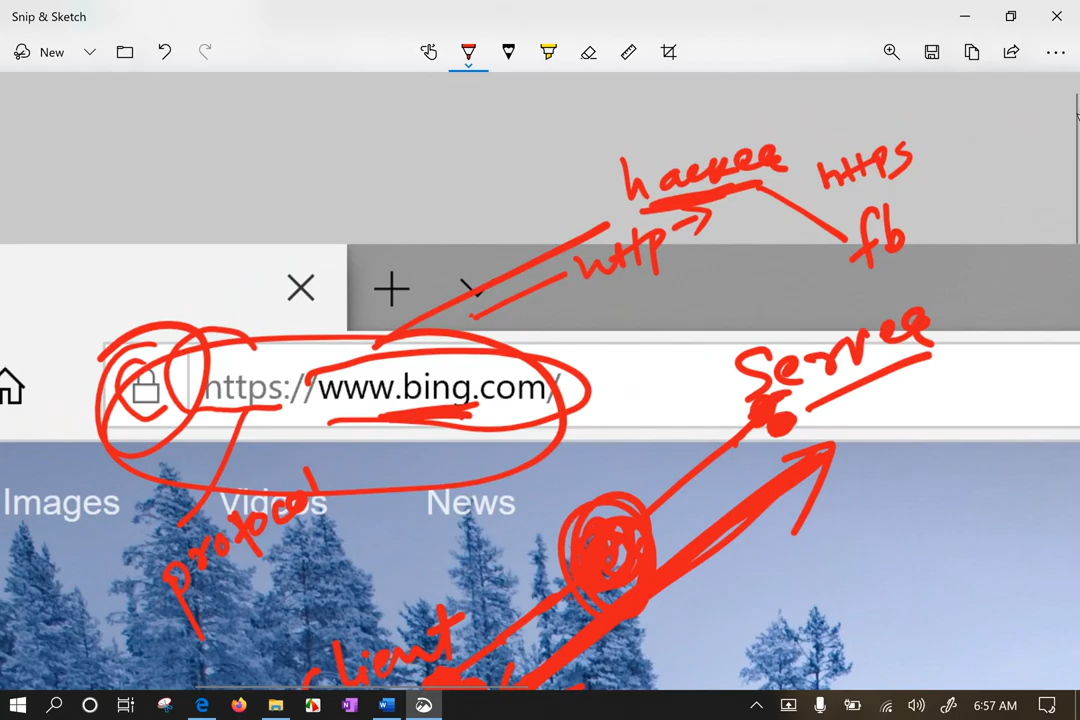 Snip & Sketch
New
hacker
https
http
fb
https://www.bing.com/
Server
Images
Videos
News
protocol
client
6:57 AM